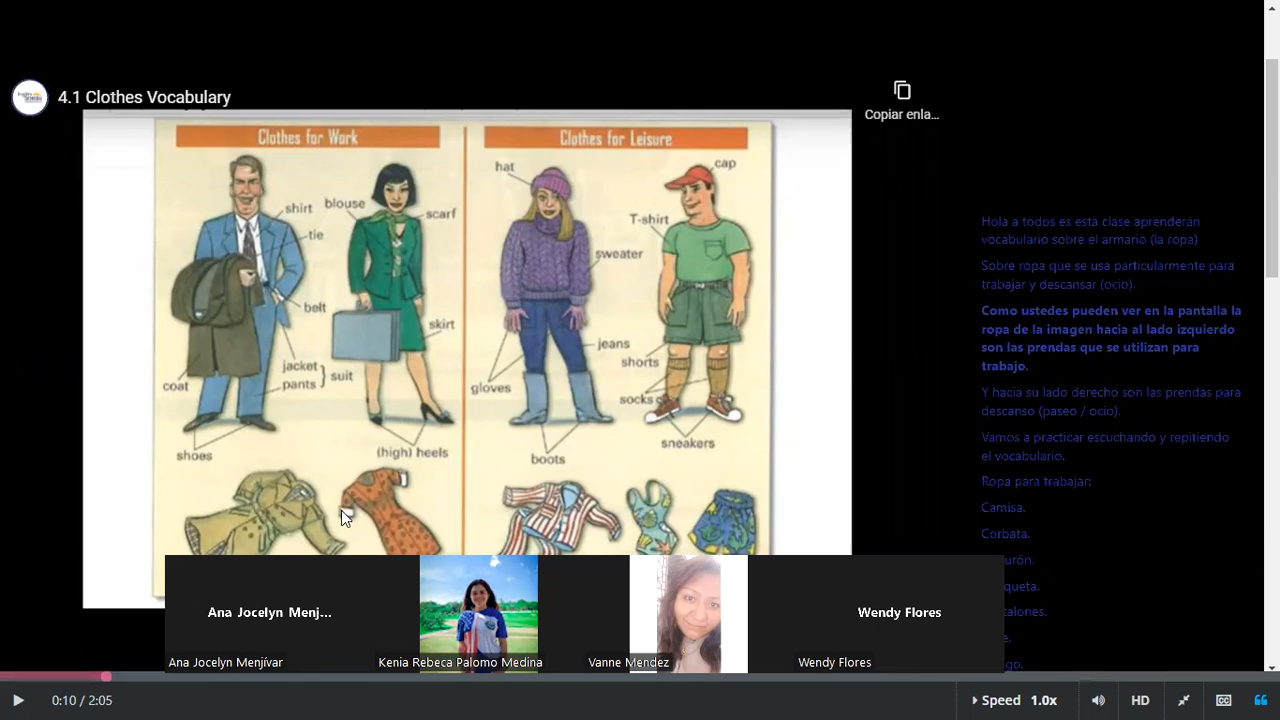 4.1 Clothes Vocabulary
Copiar enla...
Clothes for Work
Clothes for Leisure
hat
cap
shirt
blouse
scarf
T-shirt
tie
sweater
belt
skirt
jeans
shorts
jacket
pants
suit
coat
gloves
socks
sneakers
shoes
(high) heels
boots
Hola a todos es esta clase aprenderán
vocabulario sobre el armario (la ropa)
Sobre ropa que se usa particularmente para
trabajar y descansar (ocio).
Como ustedes pueden ver en la pantalla la
ropa de la imagen hacia al lado izquierdo
son las prendas que se utilizan para
trabajo.
Y hacia su lado derecho son las prendas para
descanso (paseo / ocio).
Vamos a practicar escuchando y repitiendo
el vocabulario.
Ropa para trabajar:
Camisa.
Corbata.
Ana Jocelyn Menj...
Wendy Flores
Ana Jocelyn Menjívar
Kenia Rebeca Palomo Medina
Vanne Mendez
Wendy Flores
0:10 / 2:05
Speed 1.0x
HD
CC